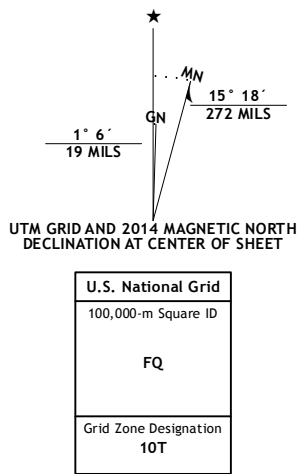 ★
MN
GN
15° 18´
272 MILS
1° 6´
19 MILS
UTM GRID AND 2014 MAGNETIC NORTH
DECLINATION AT CENTER OF SHEET
U.S. National Grid
100,000-m Square ID
FQ
Grid Zone Designation
10T